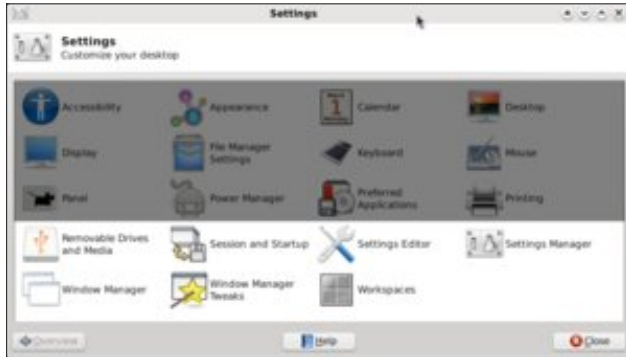 Settings
Settings
Customize your desktop
Accessibility
Appearance
Calendar
Desktop
Display
File Manager
Settings
Keyboard
Mouse
Panel
Power Manager
Preferred
Applications
Printing
Removable Drives
and Media
Session and Startup
Settings Editor
Settings Manager
Window Manager
Window Manager
Tweaks
Workspaces
Overview
Help
Close